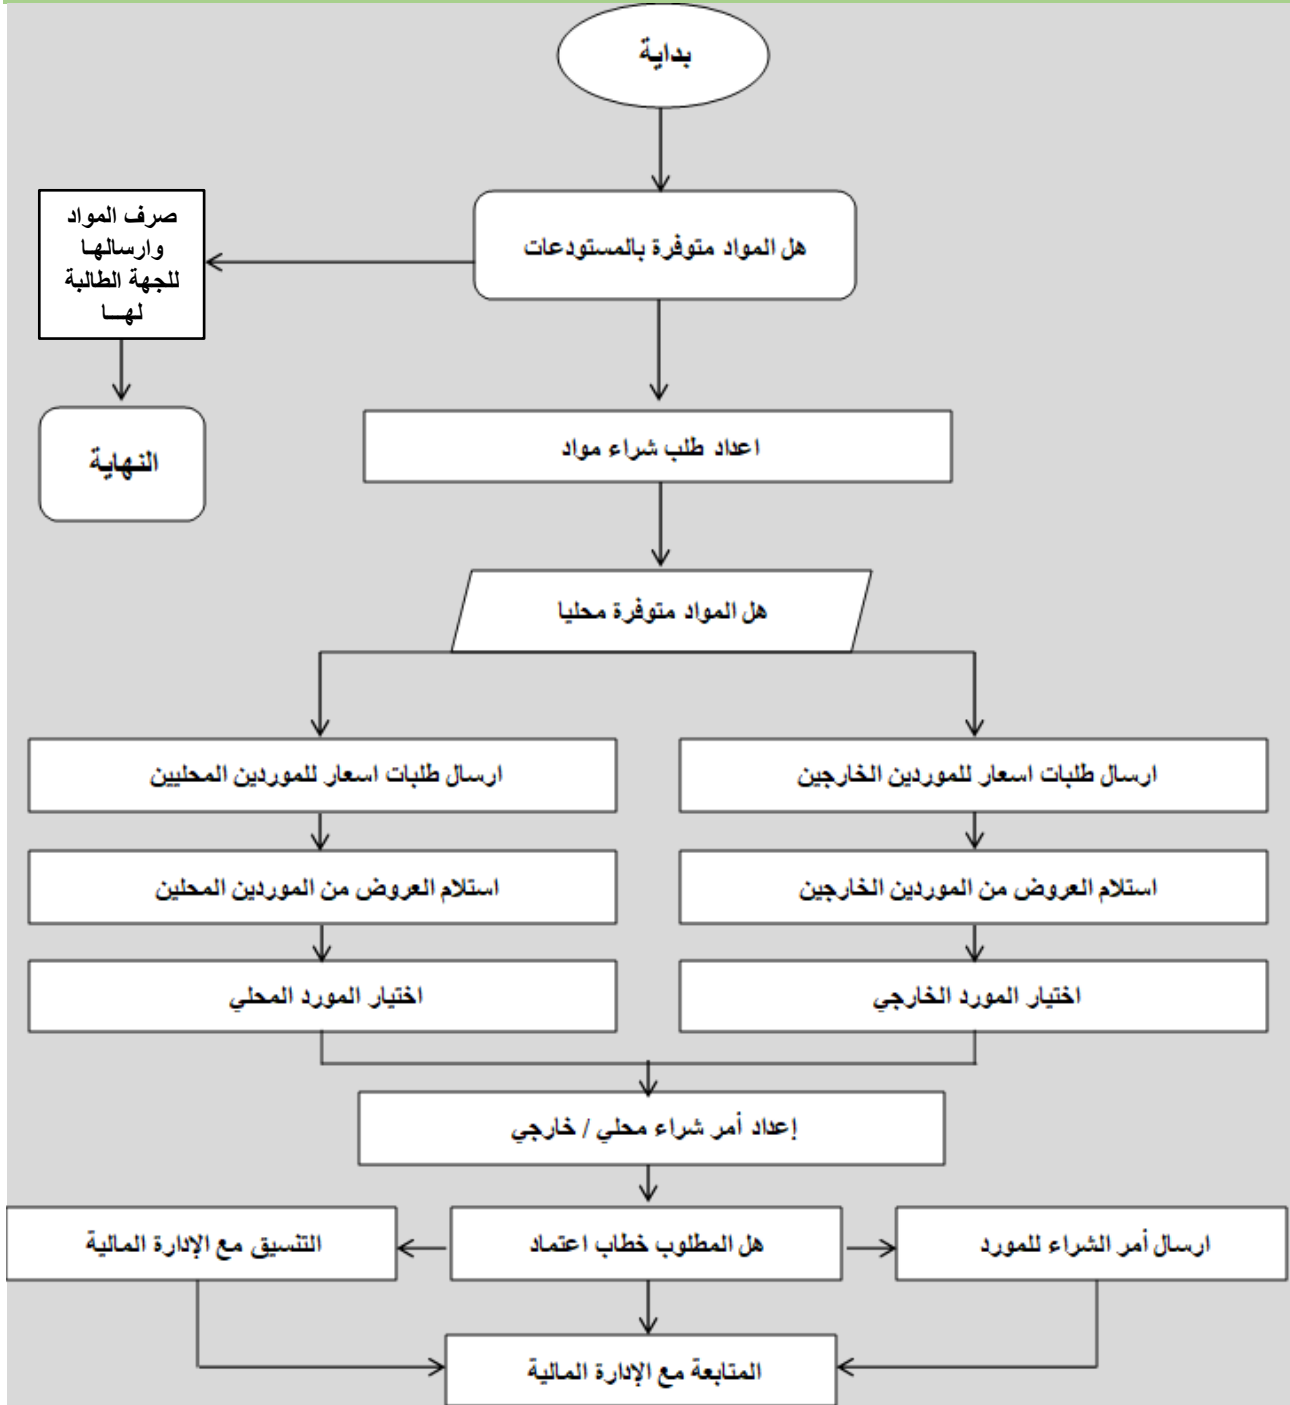 بداية
هل المواد متوفرة بالمستودعات
صرف المواد
وارسالها
للجهة الطالبة
لهـــا
النهاية
اعداد طلب شراء مواد
هل المواد متوفرة محليا
ارسال طلبات اسعار للموردين الخارجين
ارسال طلبات اسعار للموردين المحليين
استلام العروض من الموردين الخارجين
استلام العروض من الموردين المحلين
اختيار المورد الخارجي
اختيار المورد المحلي
إعداد أمر شراء محلي / خارجي
ارسال أمر الشراء للمورد
هل المطلوب خطاب اعتماد
التنسيق مع الإدارة المالية
المتابعة مع الإدارة المالية